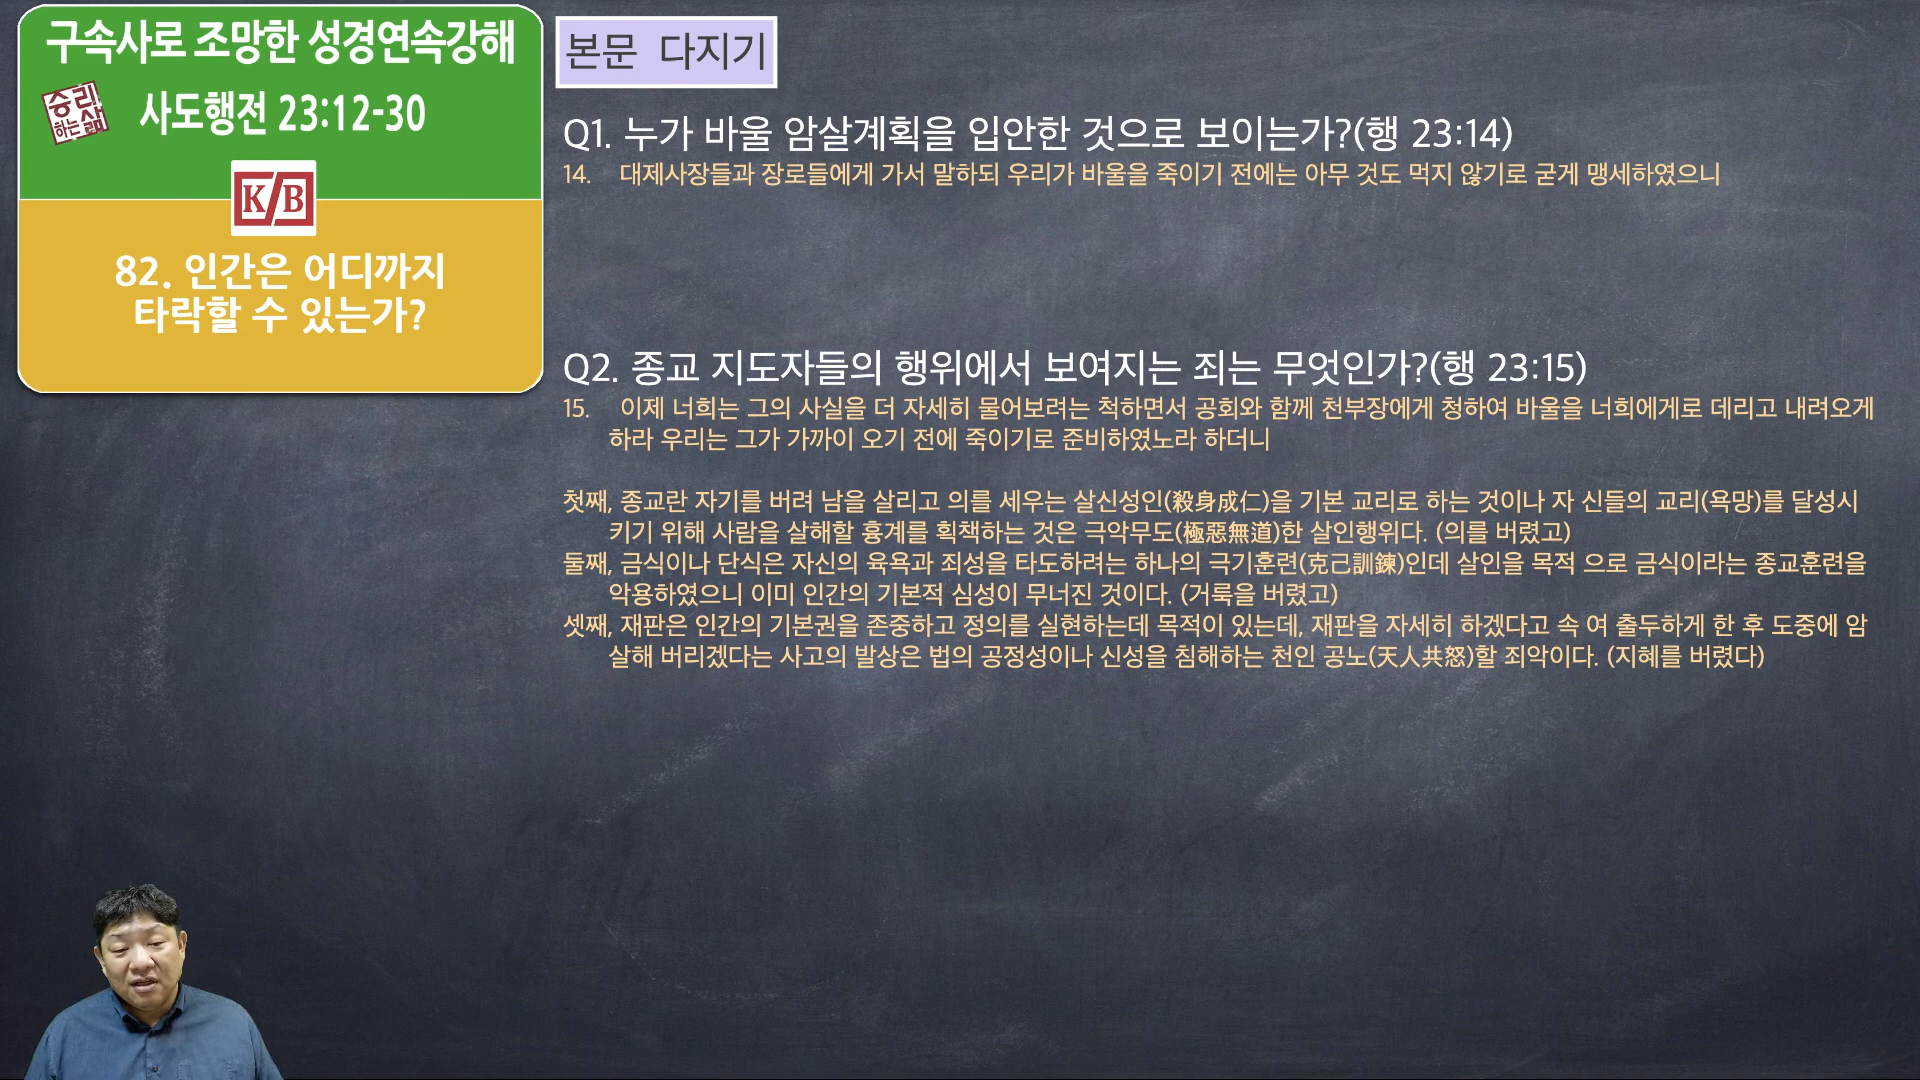 구속사로 조망한 성경연속강해
승리하는 삶
사도행전 23:12-30
K/B
82. 인간은 어디까지
타락할 수 있는가?
본문 다지기
Q1. 누가 바울 암살계획을 입안한 것으로 보이는가?(행 23:14)
14. 대제사장들과 장로들에게 가서 말하되 우리가 바울을 죽이기 전에는 아무 것도 먹지 않기로 굳게 맹세하였으니
Q2. 종교 지도자들의 행위에서 보여지는 죄는 무엇인가?(행 23:15)
15. 이제 너희는 그의 사실을 더 자세히 물어보려는 척하면서 공회와 함께 천부장에게 청하여 바울을 너희에게로 데리고 내려오게
하라 우리는 그가 가까이 오기 전에 죽이기로 준비하였노라 하더니
첫째, 종교란 자기를 버려 남을 살리고 의를 세우는 살신성인(殺身成仁)을 기본 교리로 하는 것이나 자 신들의 교리(욕망)를 달성시
키기 위해 사람을 살해할 흉계를 획책하는 것은 극악무도(極惡無道)한 살인행위다. (의를 버렸고)
둘째, 금식이나 단식은 자신의 육욕과 죄성을 타도하려는 하나의 극기훈련(克己訓鍊)인데 살인을 목적 으로 금식이라는 종교훈련을
악용하였으니 이미 인간의 기본적 심성이 무너진 것이다. (거룩을 버렸고)
셋째, 재판은 인간의 기본권을 존중하고 정의를 실현하는데 목적이 있는데, 재판을 자세히 하겠다고 속 여 출두하게 한 후 도중에 암
살해 버리겠다는 사고의 발상은 법의 공정성이나 신성을 침해하는 천인 공노(天人共怒)할 죄악이다. (지혜를 버렸다)